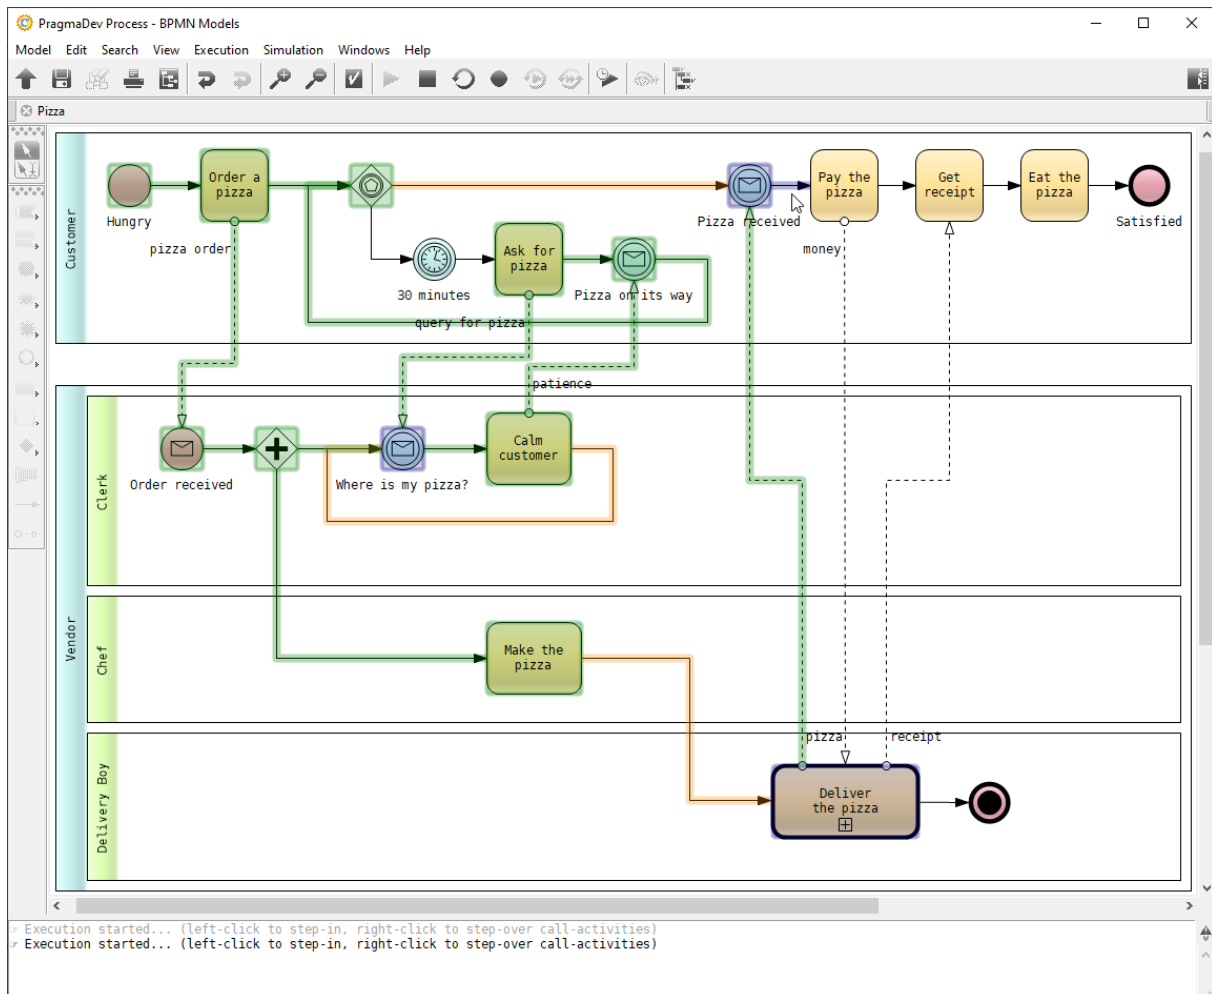 PragmaDev Process - BPMN Models
Model Edit Search View Execution Simulation Windows Help
Pizza
Customer
Hungry
Order a
pizza
pizza order
30 minutes
Ask for
pizza
query for pizza
Pizza on its way
Pizza received
Pay the
pizza
money
Get
receipt
Eat the
pizza
Satisfied
patience
Vendor
Clerk
Order received
Where is my pizza?
Calm
customer
Chef
Make the
pizza
Delivery Boy
pizza
receipt
Deliver
the pizza
Execution started... (left-click to step-in, right-click to step-over call-activities)
Execution started... (left-click to step-in, right-click to step-over call-activities)